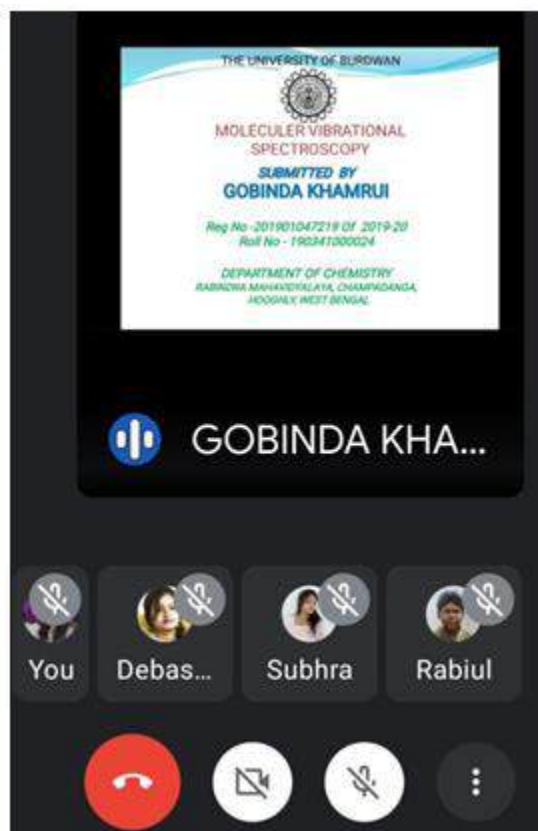 THE UNIVERSITY OF BURDWAN
MOLECULER VIBRATIONAL
SPECTROSCOPY
SUBMITTED BY
GOBINDA KHAMRUI
Reg No -201901047219 Of 2019-20
Roll No - 190341000024
DEPARTMENT OF CHEMISTRY
RABINDRA MAHAVIDYALAYA, CHAMPADANGA,
HOOGHLY, WEST BENGAL
GOBINDA KHA...
You Debas... Subhra Rabiul